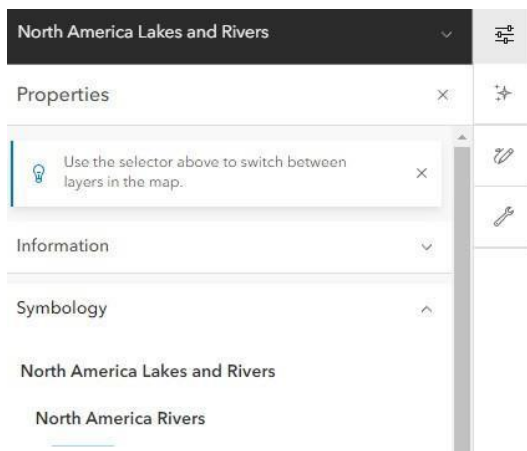 North America Lakes and Rivers
Properties
Use the selector above to switch between
layers in the map.
Information
Symbology
North America Lakes and Rivers
North America Rivers